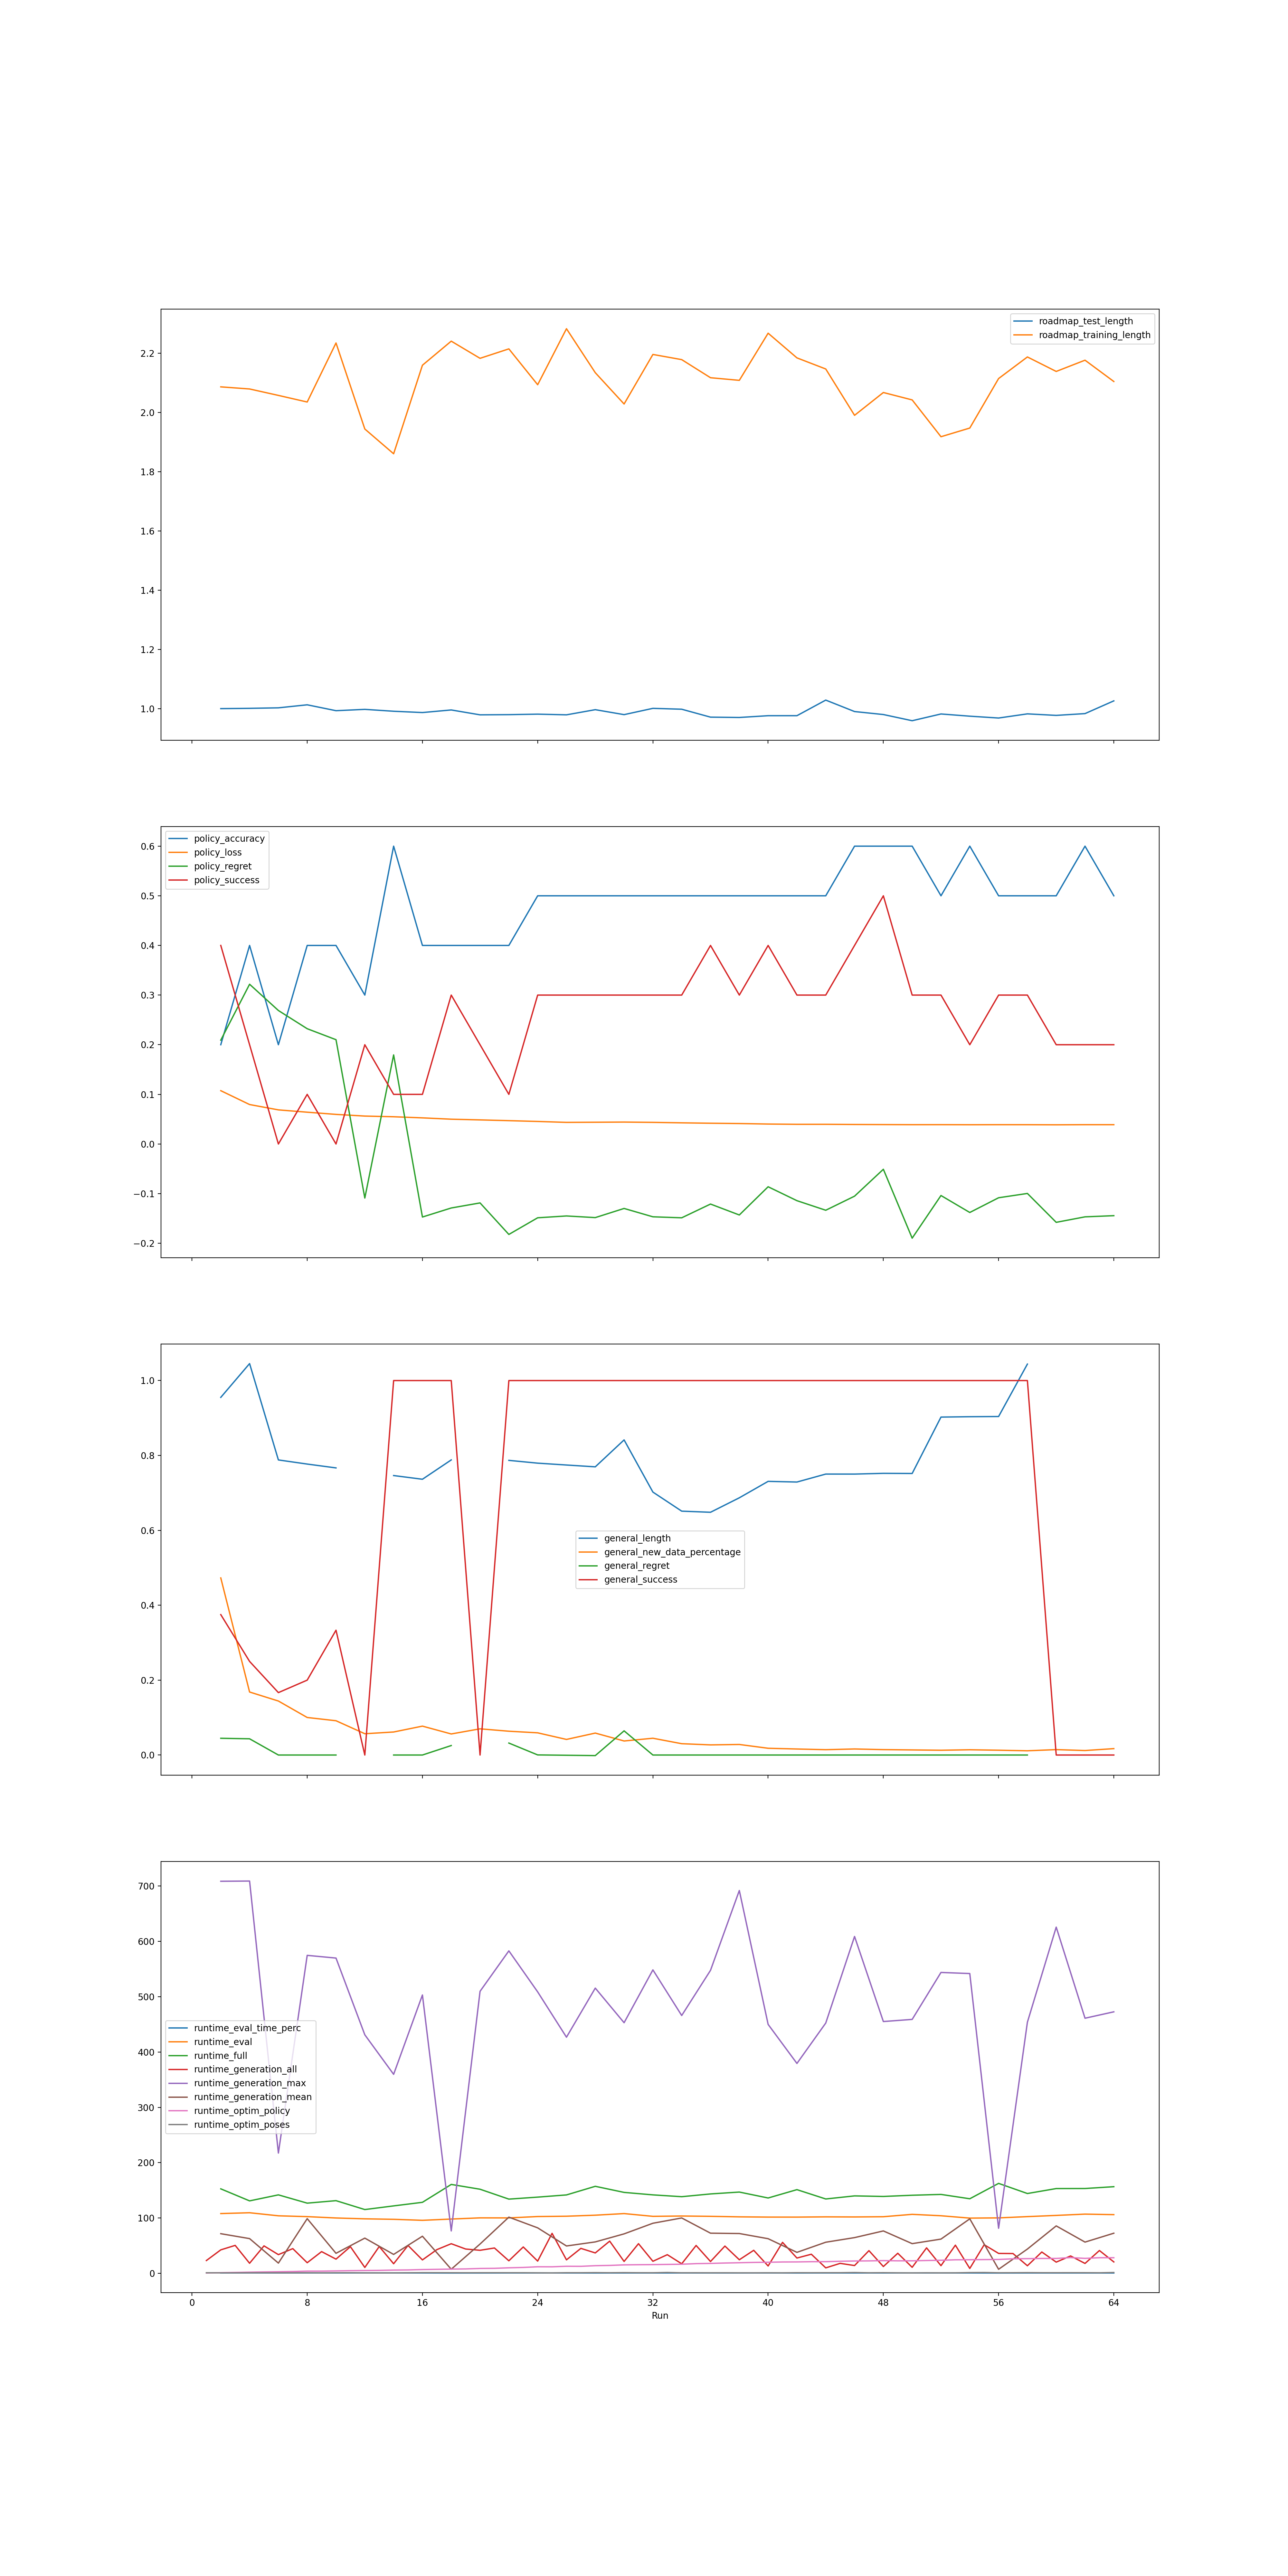 roadmap_test_length
roadmap_training_length
2.2
2.0
1.8
1.6
1.4
1.2
1.0
policy_accuracy
policy_loss
policy_regret
policy_success
0.6
0.5
0.4
0.3
0.2
0.1
0.0
−0.1
−0.2
1.0
0.8
0.6
0.4
0.2
0.0
general_length
general_new_data_percentage
general_regret
general_success
700
600
500
400
300
200
100
0
runtime_eval_time_perc
runtime_eval
runtime_full
runtime_generation_all
runtime_generation_max
runtime_generation_mean
runtime_optim_policy
runtime_optim_poses
0 8 16 24 32 40 48 56 64
Run